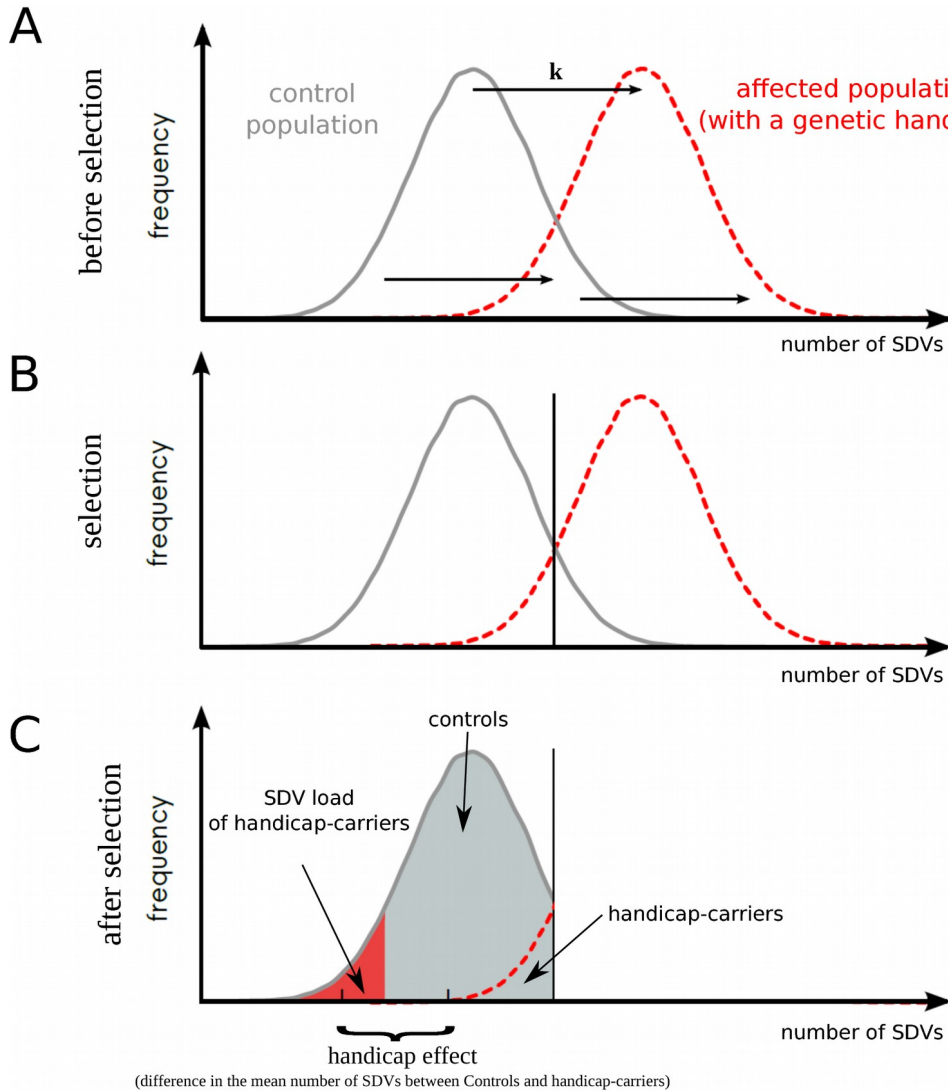 A
before selection
frequency
control
population
k
affected populati
(with a genetic hand
number of SDVs
B
selection
frequency
number of SDVs
C
after selection
frequency
controls
SDV load
of handicap-carriers
handicap-carriers
number of SDVs
handicap effect
(difference in the mean number of SDVs between Controls and handicap-carriers)